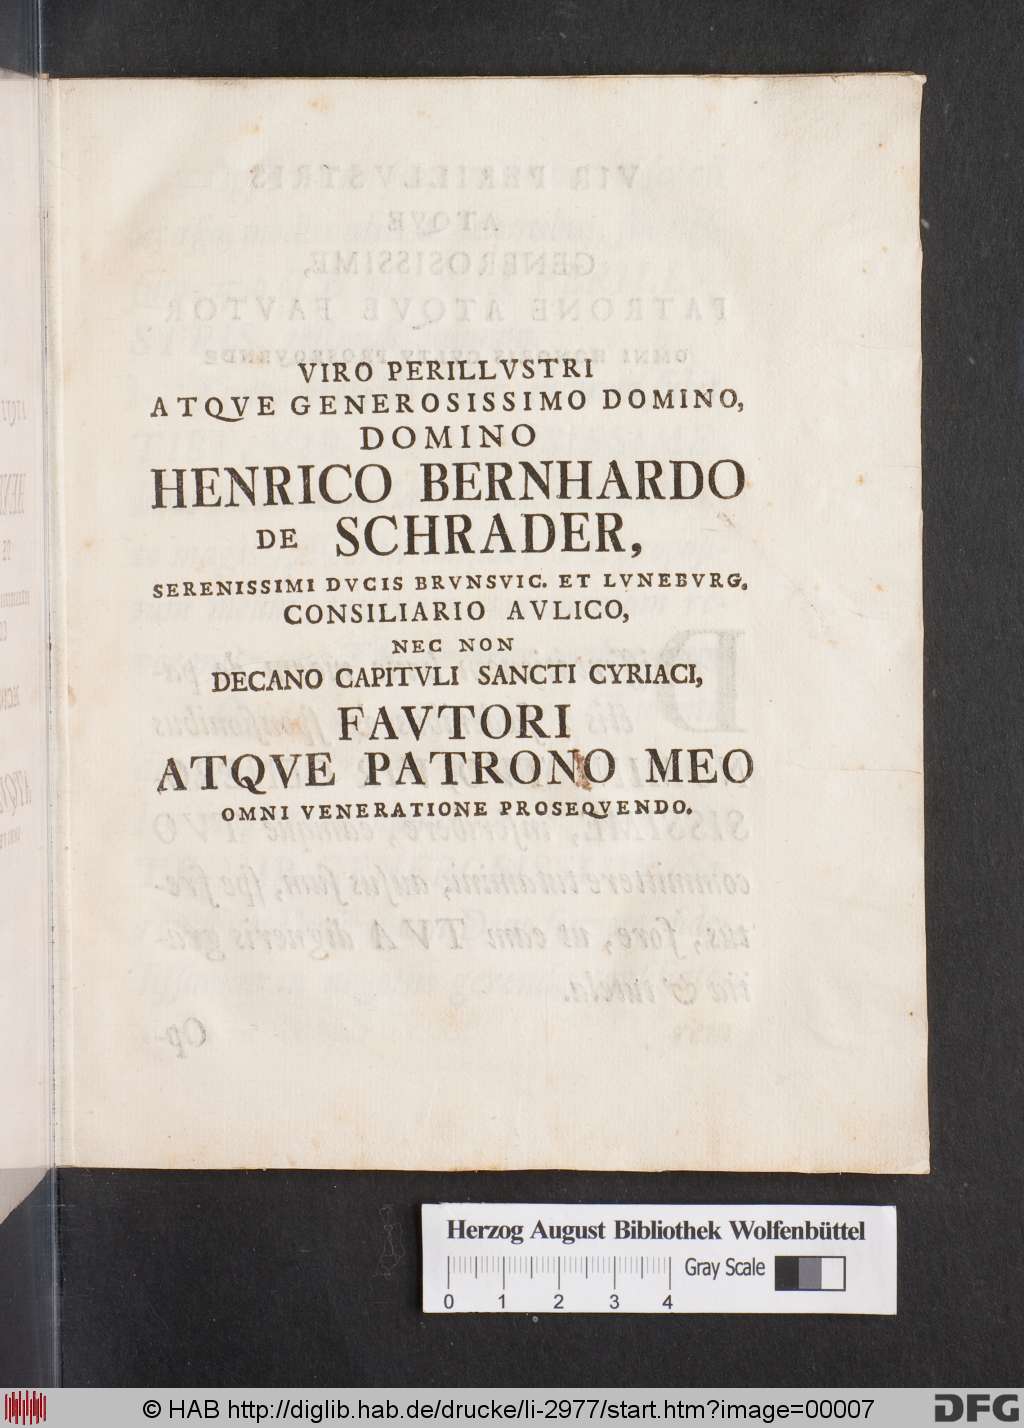 VIRO PERILLVSTRI
ATQVE GENEROSISSIMO DOMINO,
DOMINO
HENRICO BERNHARDO
DE SCHRADER,
SERENISSIMI DVCIS BRVNSVIC. ET LVNEBVRG.
CONSILIARIO AVLICO,
NEC NON
DECANO CAPITVLI SANCTI CYRIACI,
FAVTORI
ATQVE PATRONO MEO
OMNI VENERATIONE PROSEQVENDO.
Herzog August Bibliothek Wolfenbüttel
Gray Scale
0 1 2 3 4
© HAB http://diglib.hab.de/drucke/li-2977/start.htm?image=00007
DFG